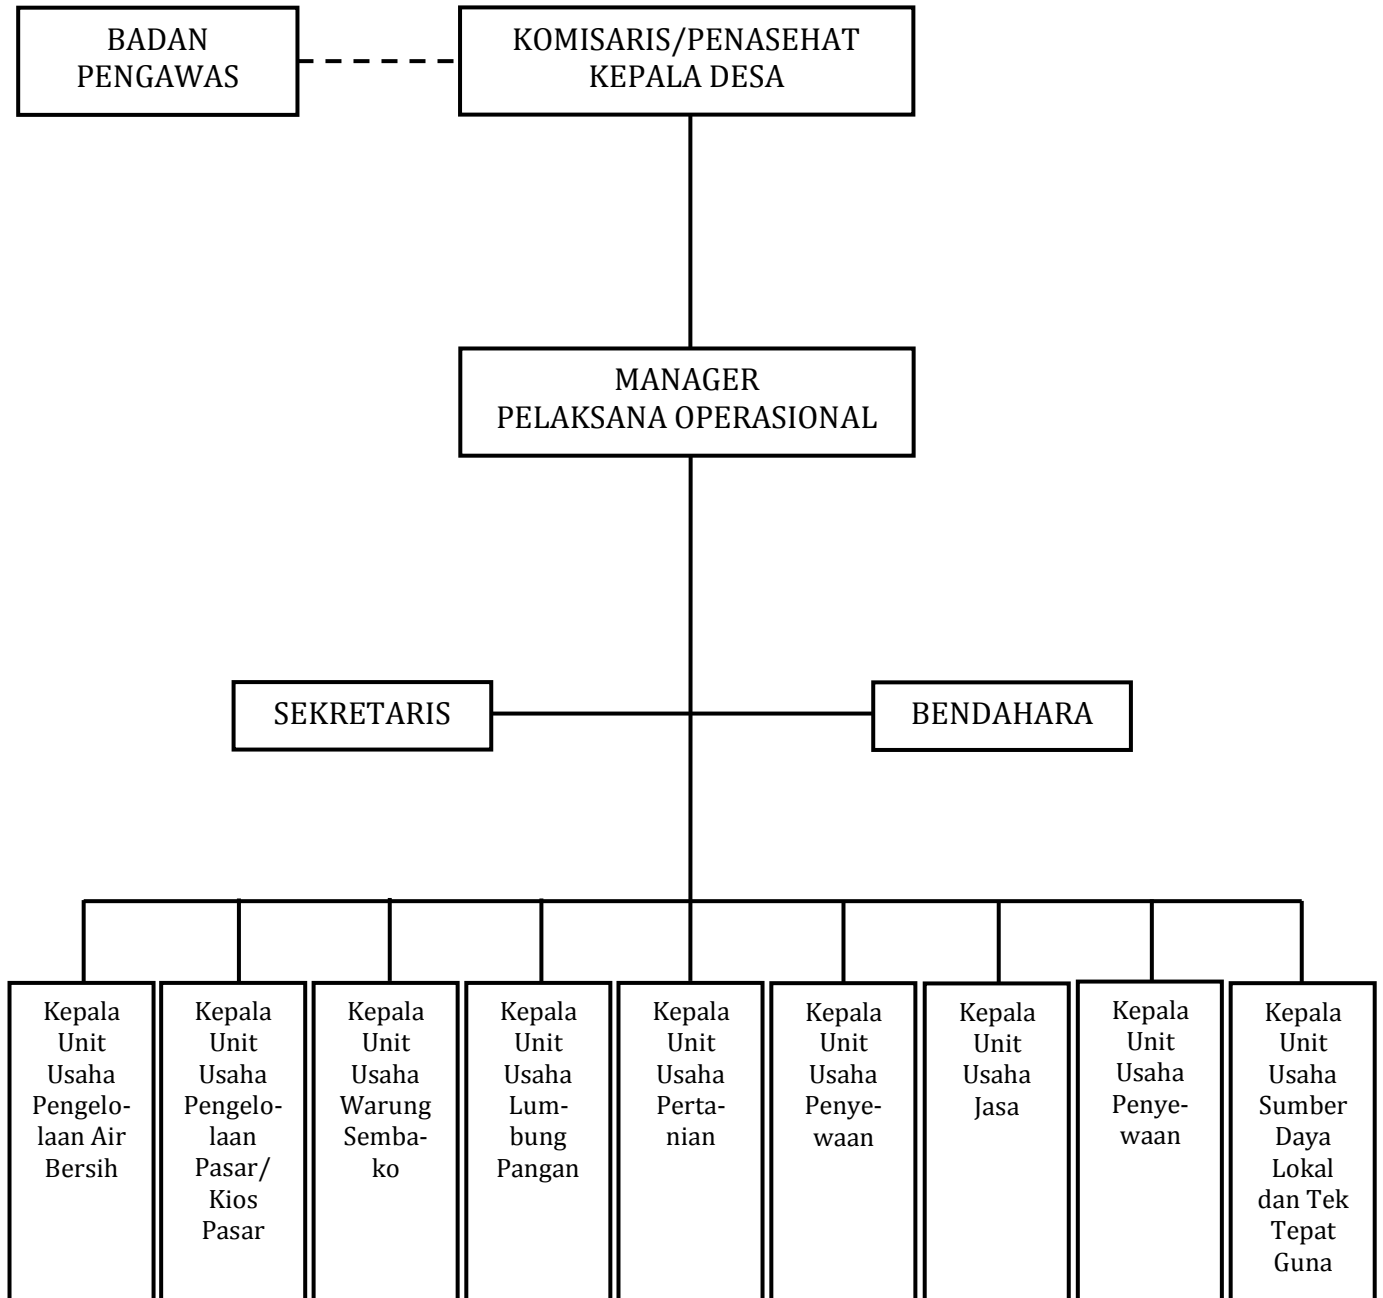 BADAN
PENGAWAS
KOMISARIS/PENASEHAT
KEPALA DESA
MANAGER
PELAKSANA OPERASIONAL
SEKRETARIS
BENDAHARA
Kepala
Unit
Usaha
Pengelo-
laan Air
Bersih
Kepala
Unit
Usaha
Pengelo-
laan
Pasar/
Kios
Pasar
Kepala
Unit
Usaha
Warung
Semba-
ko
Kepala
Unit
Usaha
Lum-
bung
Pangan
Kepala
Unit
Usaha
Perta-
nian
Kepala
Unit
Usaha
Penye-
waan
Kepala
Unit
Usaha
Jasa
Kepala
Unit
Usaha
Penye-
waan
Kepala
Unit
Usaha
Sumber
Daya
Lokal
dan Tek
Tepat
Guna